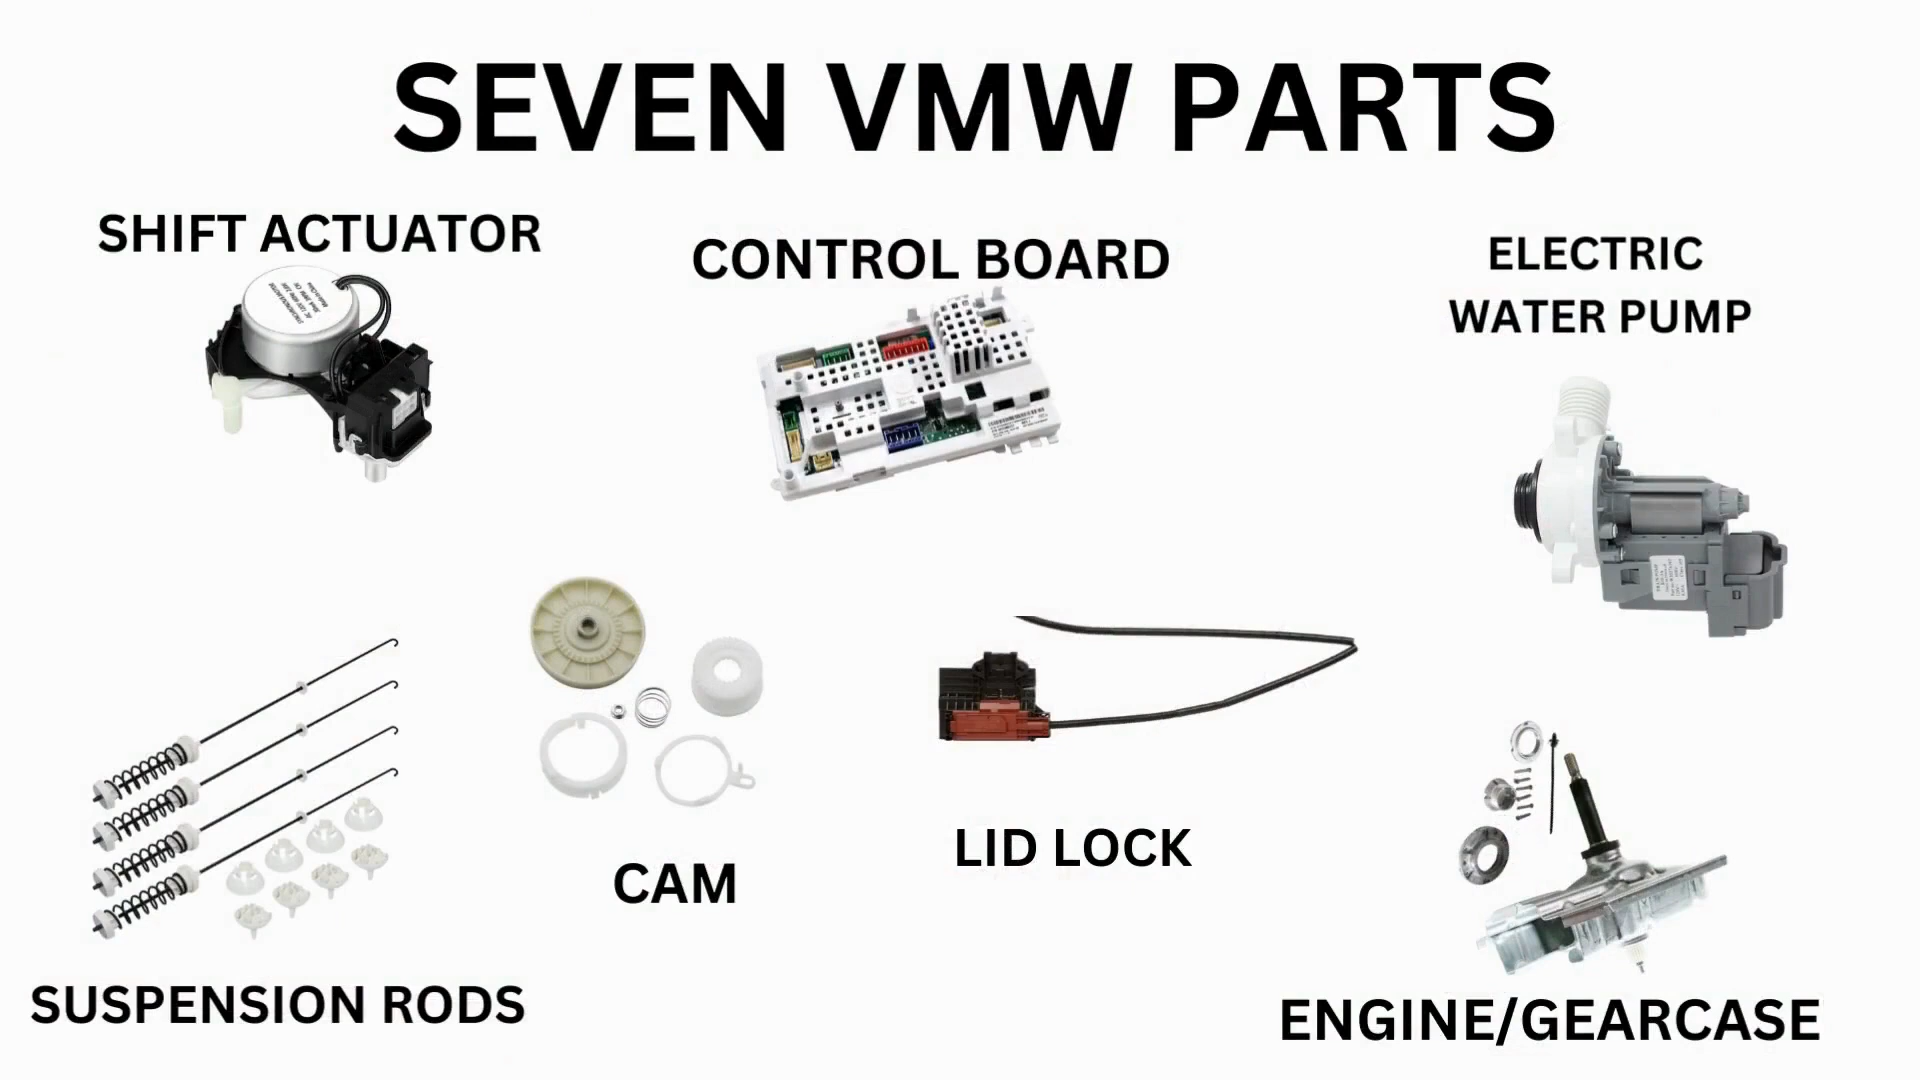 SEVEN VMW PARTS
SHIFT ACTUATOR
CONTROL BOARD
ELECTRIC
WATER PUMP
CAM
LID LOCK
SUSPENSION RODS
ENGINE/GEARCASE